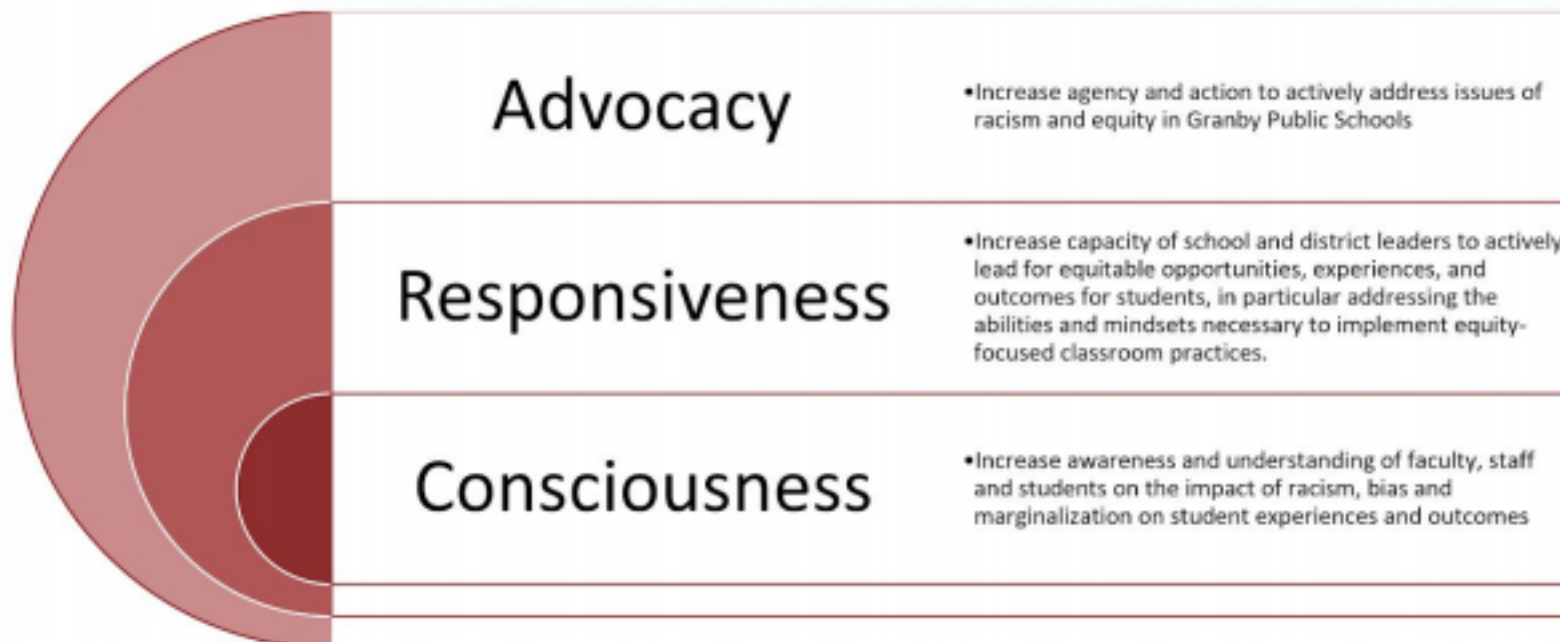 Advocacy
•Increase agency and action to actively address issues of
racism and equity in Granby Public Schools
Responsiveness
•Increase capacity of school and district leaders to actively
lead for equitable opportunities, experiences, and
outcomes for students, in particular addressing the
abilities and mindsets necessary to implement equity-
focused classroom practices.
Consciousness
•Increase awareness and understanding of faculty, staff
and students on the impact of racism, bias and
marginalization on student experiences and outcomes